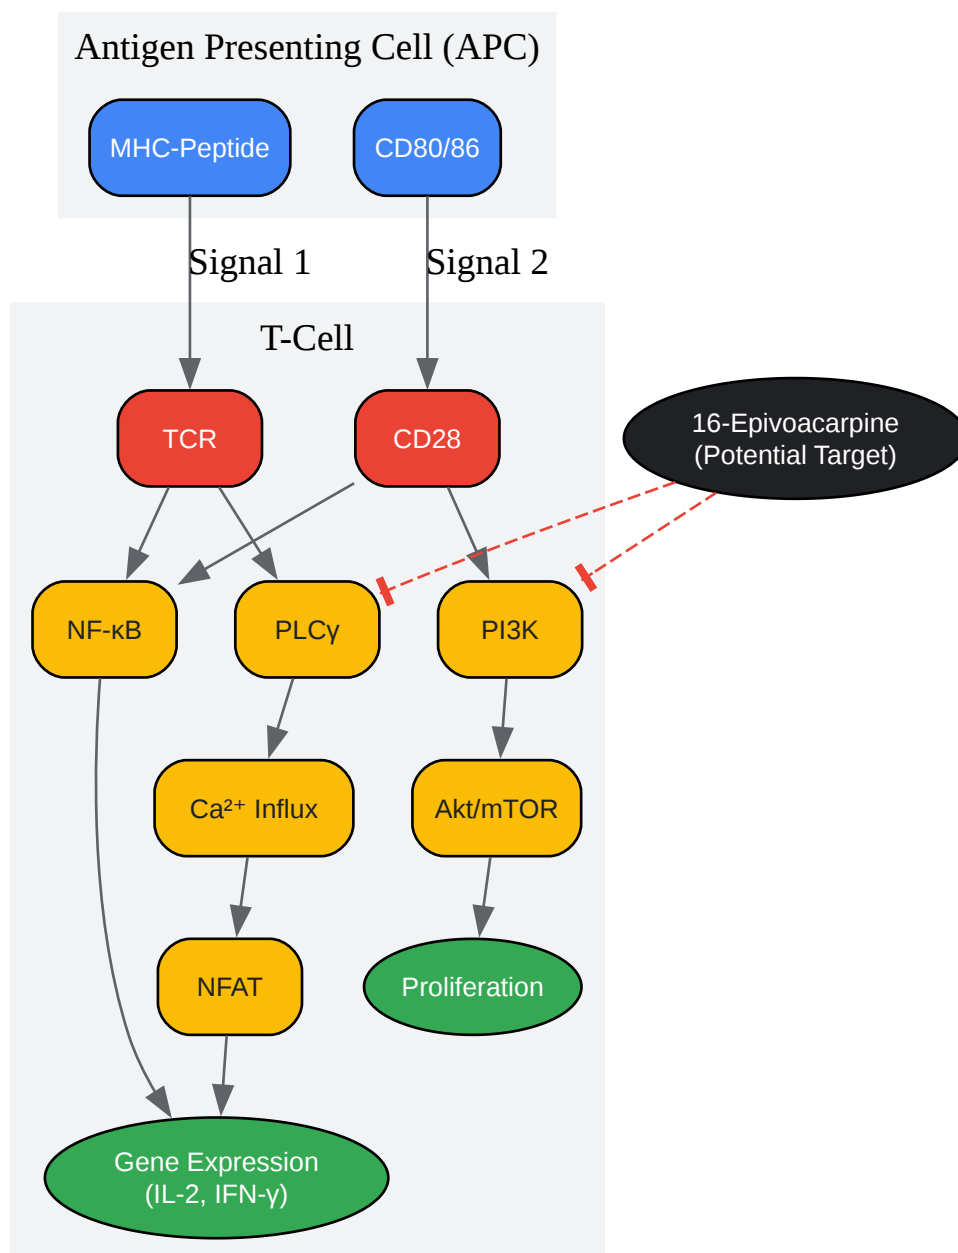 Antigen Presenting Cell (APC)
MHC-Peptide
CD80/86
Signal 1
Signal 2
T-Cell
TCR
CD28
16-Epivoacarpine
(Potential Target)
NF-κB
PLCγ
PI3K
Ca²⁺ Influx
Akt/mTOR
NFAT
Proliferation
Gene Expression
(IL-2, IFN-γ)